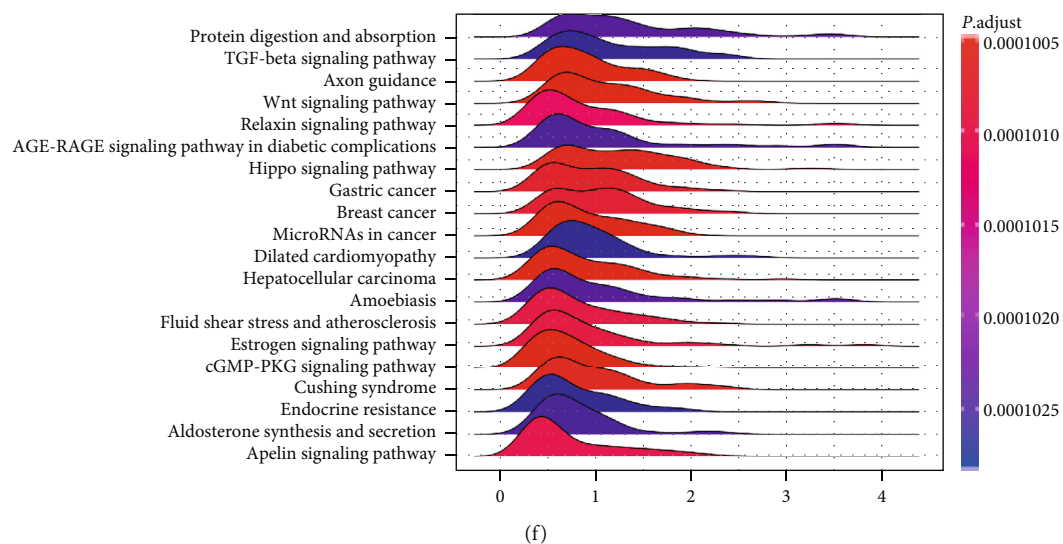 P.adjust
Protein digestion and absorption
TGF-beta signaling pathway
Axon guidance
Wnt signaling pathway
Relaxin signaling pathway
AGE-RAGE signaling pathway in diabetic complications
Hippo signaling pathway
Gastric cancer
Breast cancer
MicroRNAs in cancer
Dilated cardiomyopathy
Hepatocellular carcinoma
Amoebiasis
Fluid shear stress and atherosclerosis
Estrogen signaling pathway
cGMP-PKG signaling pathway
Cushing syndrome
Endocrine resistance
Aldosterone synthesis and secretion
Apelin signaling pathway
0.0001005
0.0001010
0.0001015
0.0001020
0.0001025
0 1 2 3 4
(f)